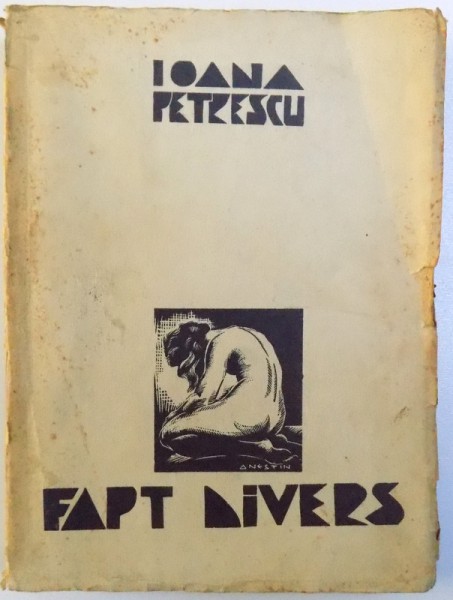 IOANA
PETRESCU
ANESTIN
FAPT DIVERS